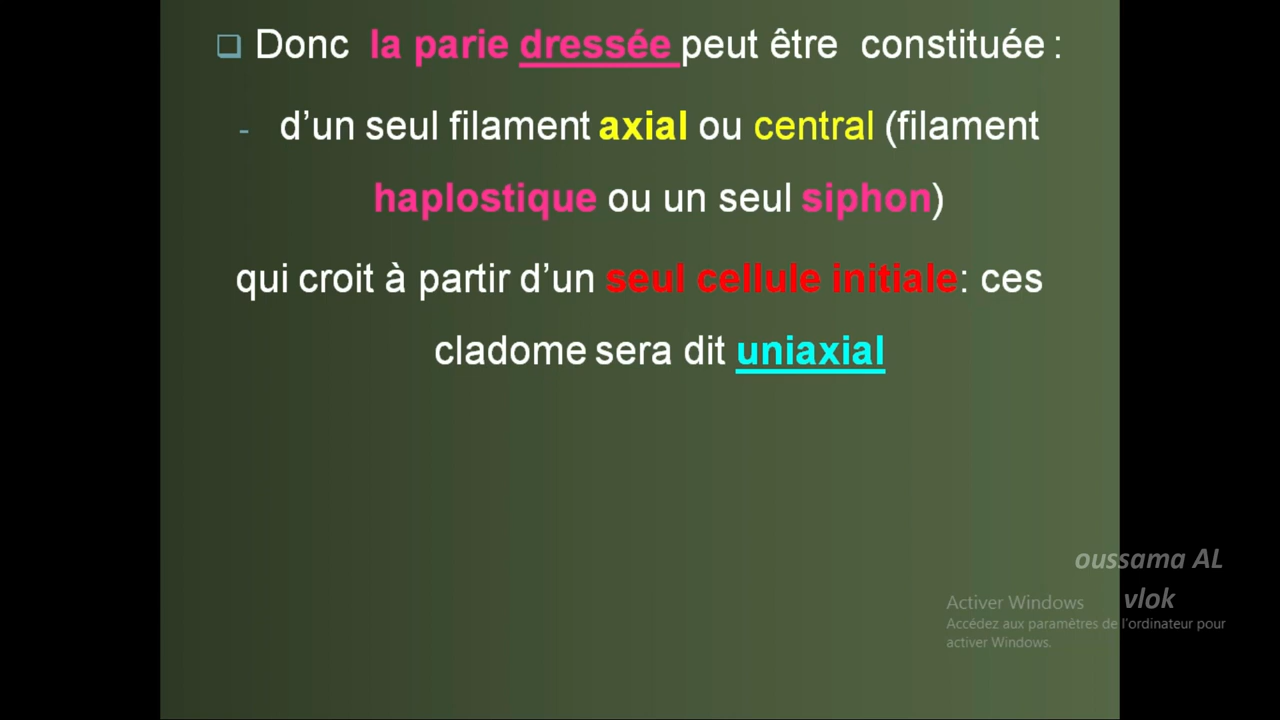 Donc la parie dressée peut être constituée :
- d’un seul filament axial ou central (filament
haplostique ou un seul siphon)
qui croit à partir d’un seul cellule initiale: ces
cladome sera dit uniaxial
oussama AL
vlok
Activer Windows
Accédez aux paramètres de l'ordinateur pour
activer Windows.